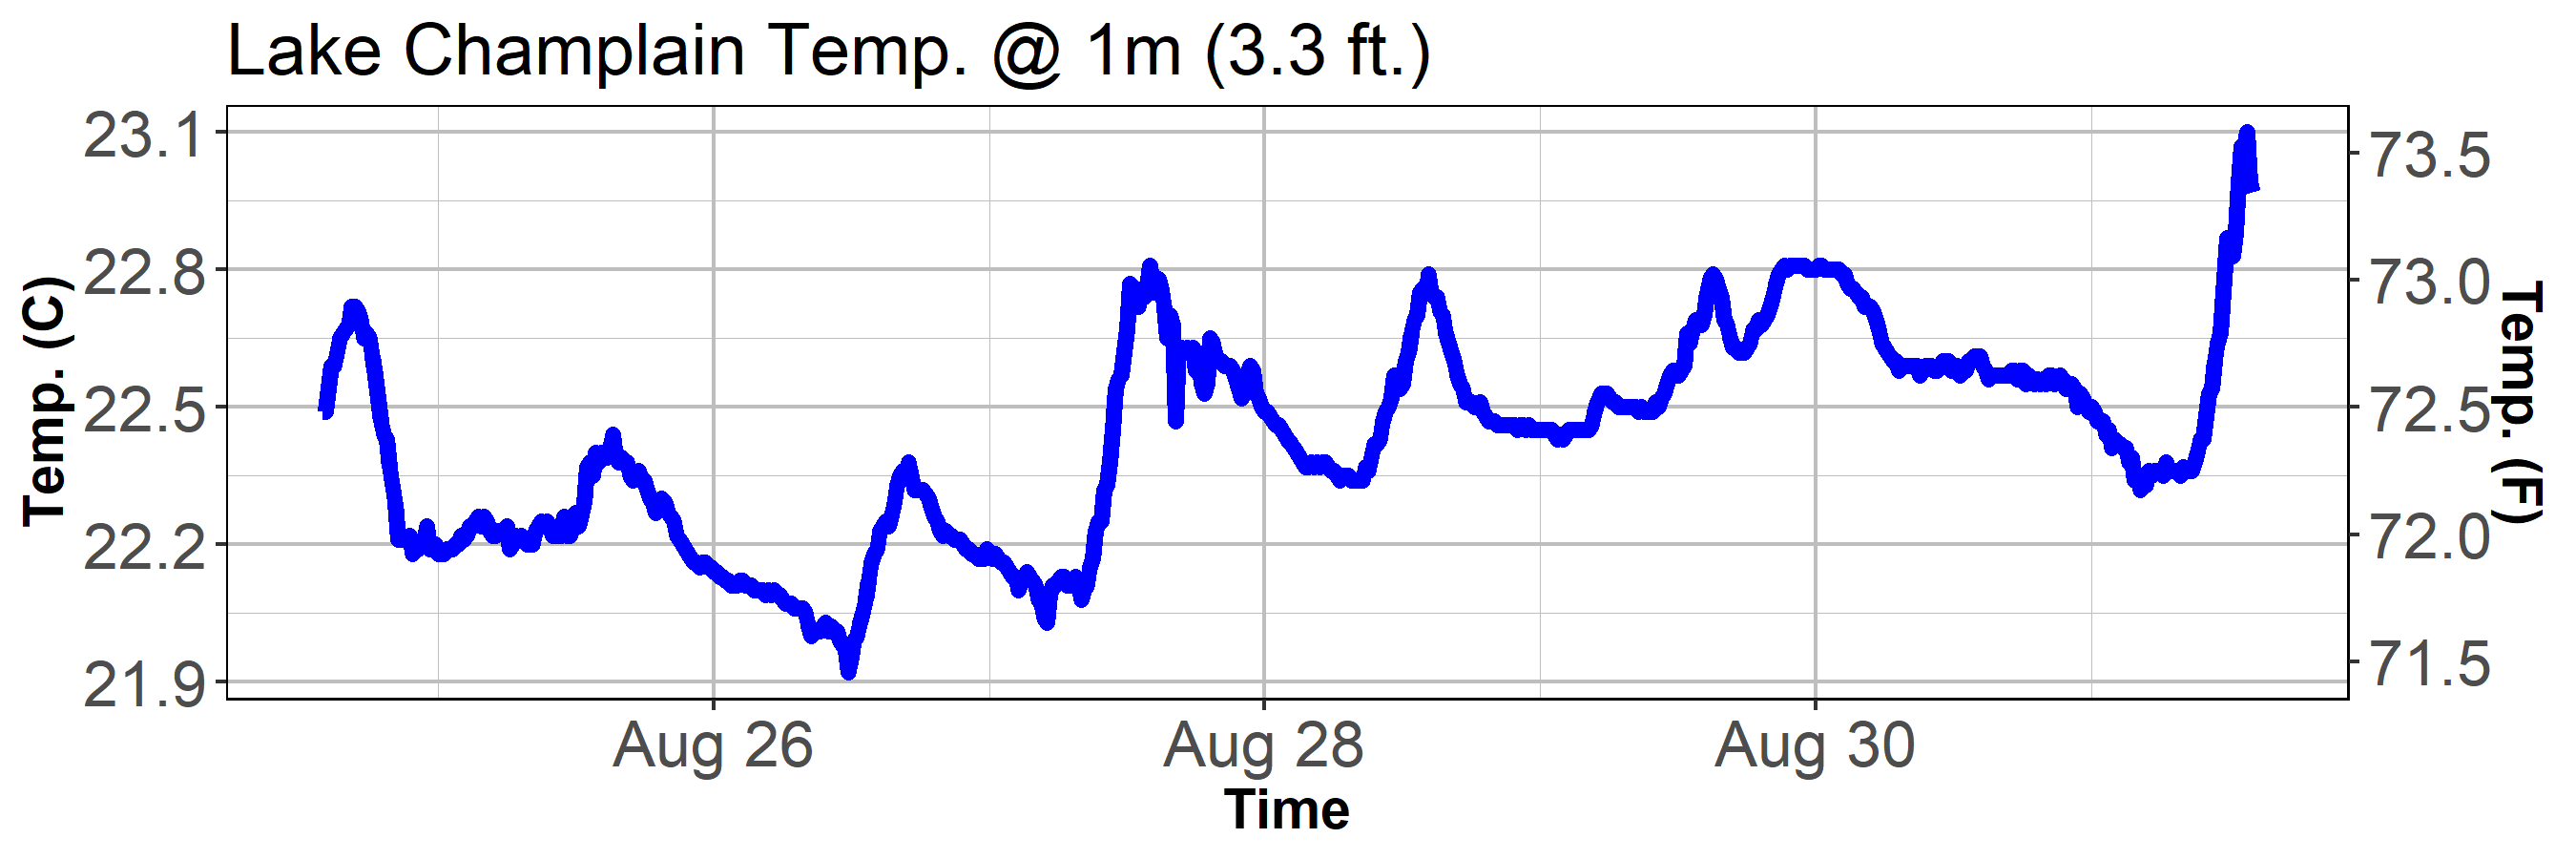 Lake Champlain Temp. @ 1m (3.3 ft.)
Temp. (C)
23.1
22.8
22.5
22.2
21.9
73.5
73.0
72.5
72.0
71.5
Temp. (F)
Aug 26
Aug 28
Aug 30
Time